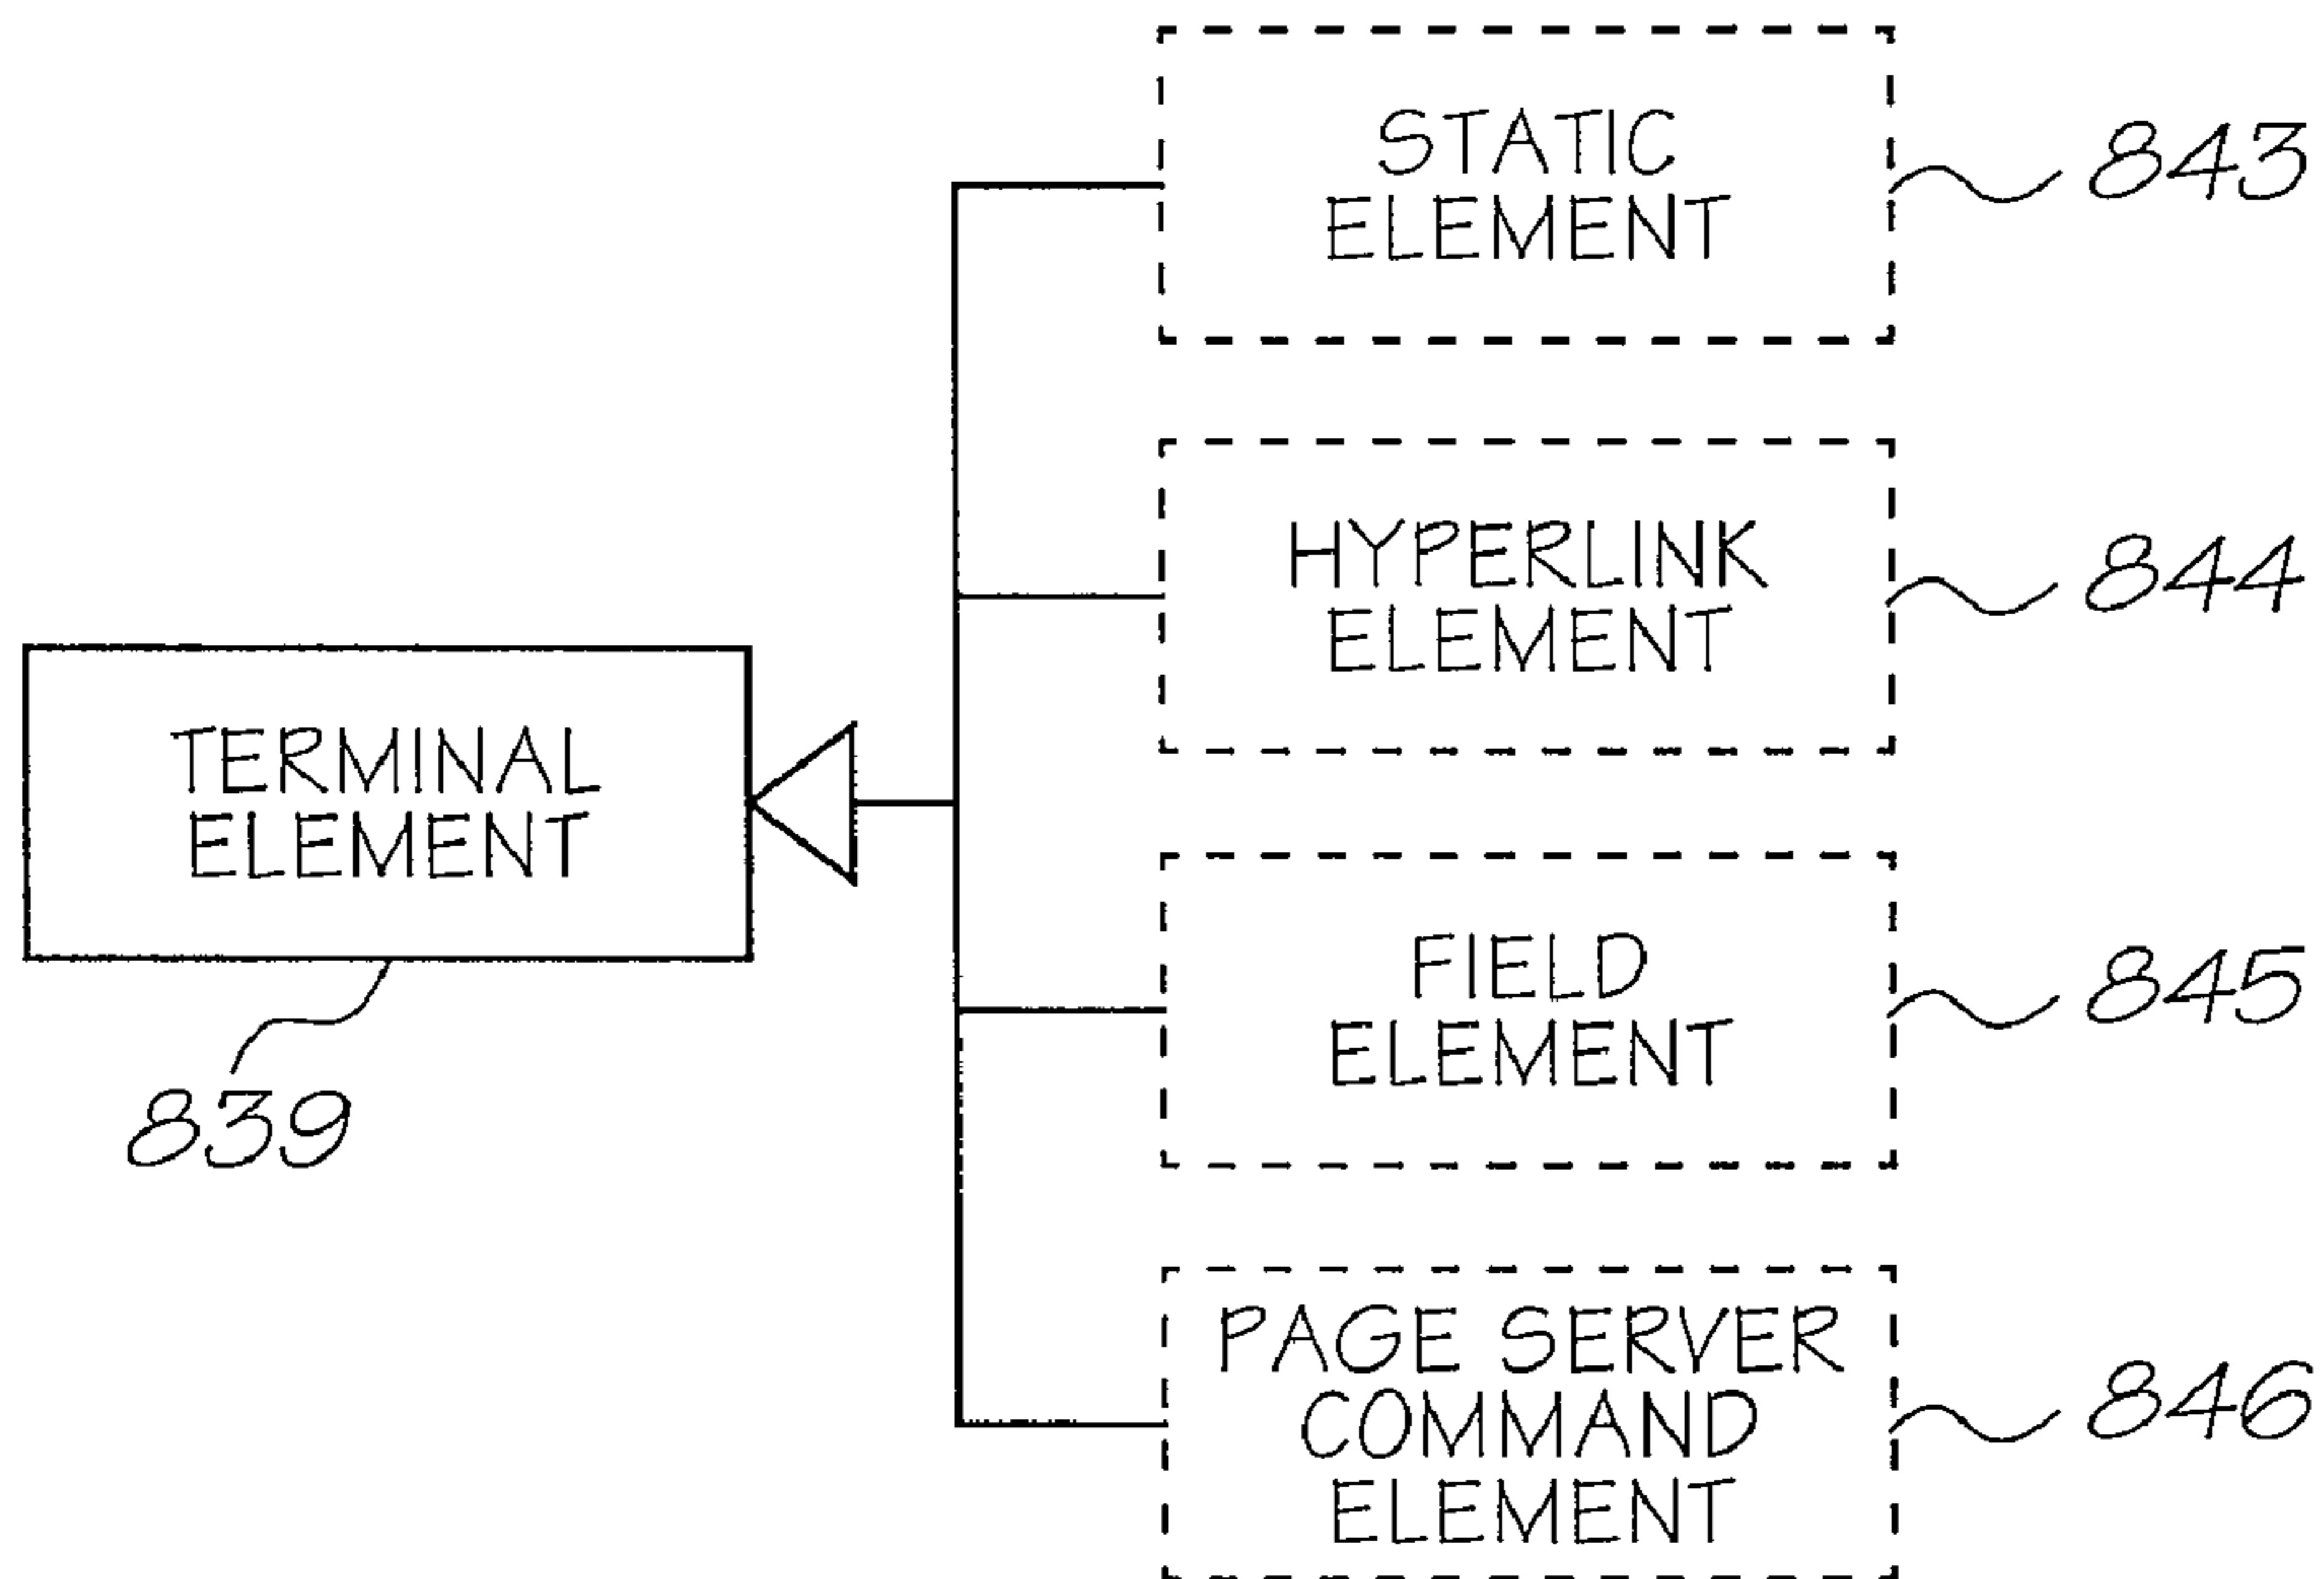 STATIC
ELEMENT
843
HYPERLINK
ELEMENT
844
TERMINAL
ELEMENT
839
FIELD
ELEMENT
845
PAGE SERVER
COMMAND
ELEMENT
846